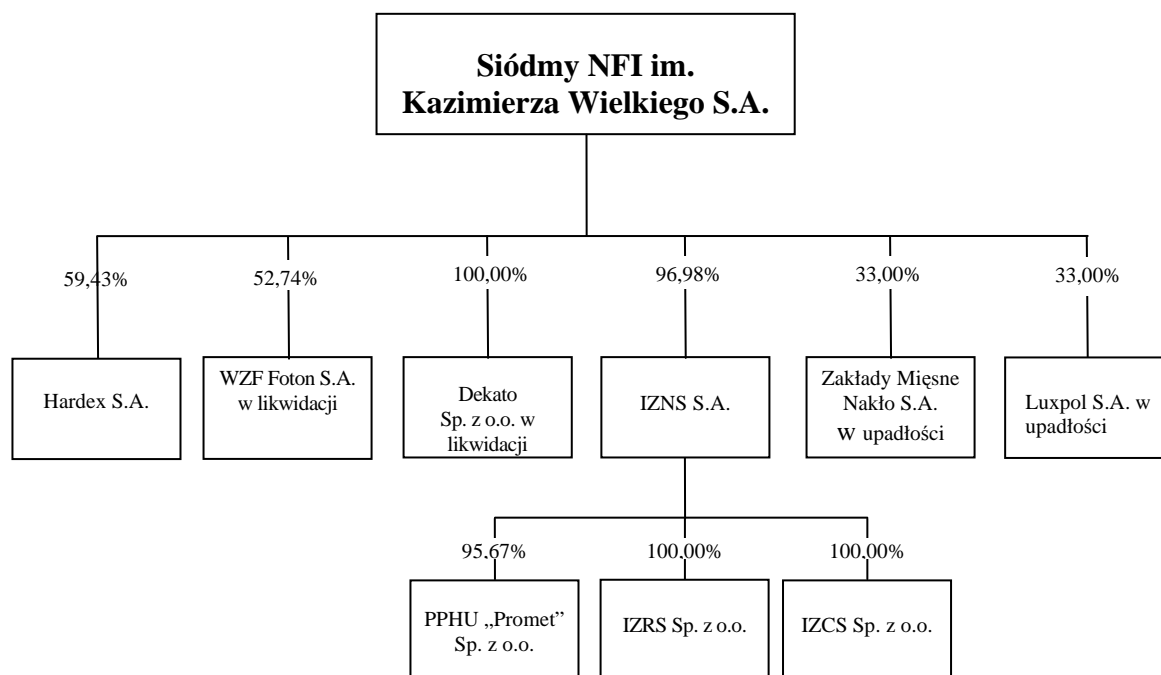 Siódmy NFI im.
Kazimierza Wielkiego S.A.
59,43%
52,74%
100,00%
96,98%
33,00%
33,00%
Hardex S.A.
WZF Foton S.A.
w likwidacji
Dekato
Sp. z o.o. w
likwidacji
IZNS S.A.
Zakłady Mięsne
Nakło S.A.
w upadłości
Luxpol S.A. w
upadłości
95,67%
100,00%
100,00%
PPHU „Promet”
Sp. z o.o.
IZRS Sp. z o.o.
IZCS Sp. z o.o.